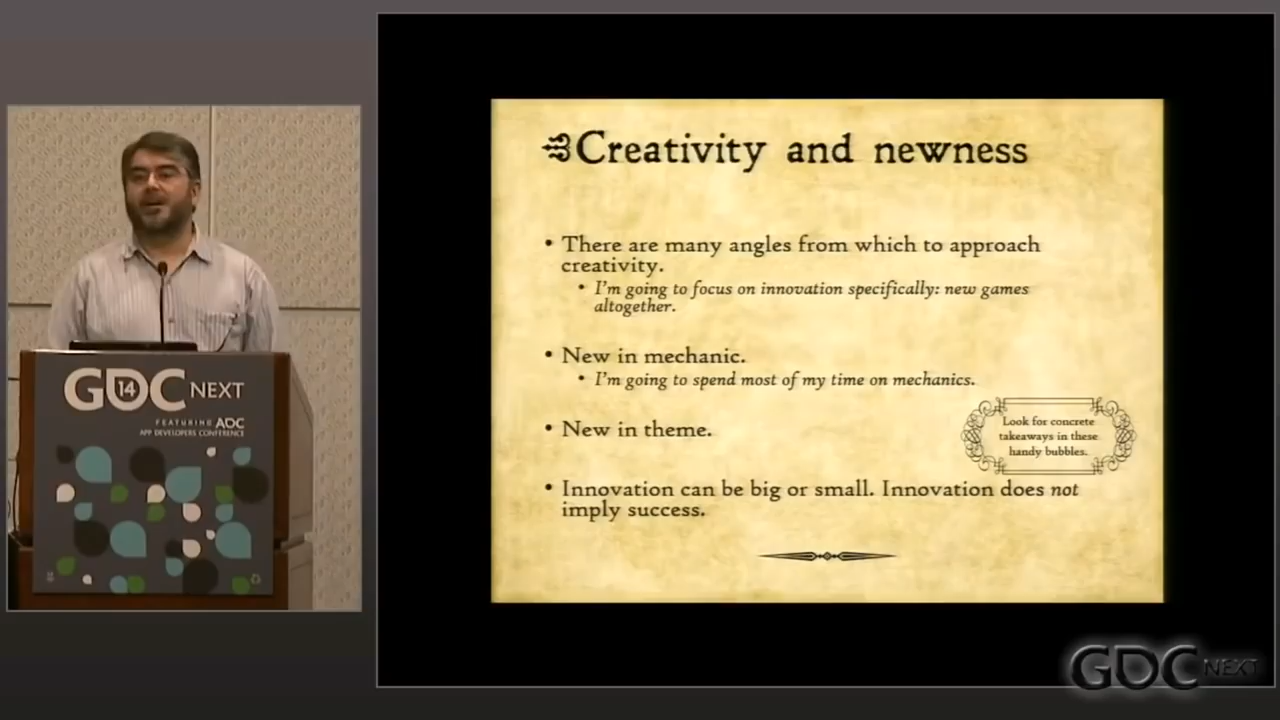 GDC 14 NEXT
FEATURING ADC
APP DEVELOPERS CONFERENCE
Creativity and newness
• There are many angles from which to approach
creativity.
• I'm going to focus on innovation specifically: new games
altogether.
• New in mechanic.
• I'm going to spend most of my time on mechanics.
• New in theme.
Look for concrete
takeaways in these
handy bubbles.
• Innovation can be big or small. Innovation does not
imply success.
GDC NEXT